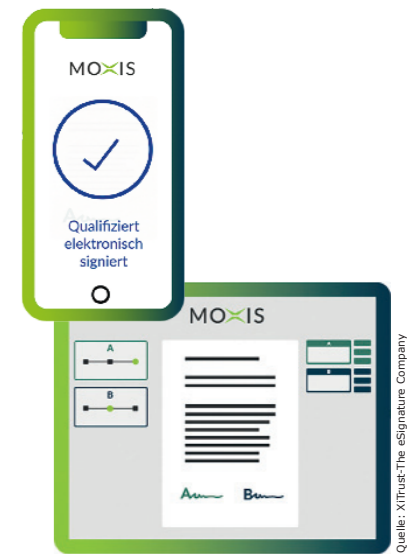 MOXIS
Qualifiziert
elektronisch
signiert
MOXIS
A
B
A
B
A
B
Quelle: XiTrust-The eSignature Company